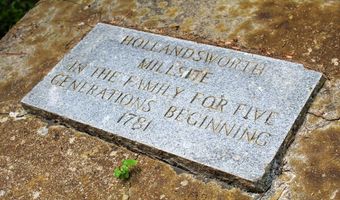 HOLLANDSWORTH
MILLSITE
IN THE FAMILY FOR FIVE
GENERATIONS BEGINNING
1781